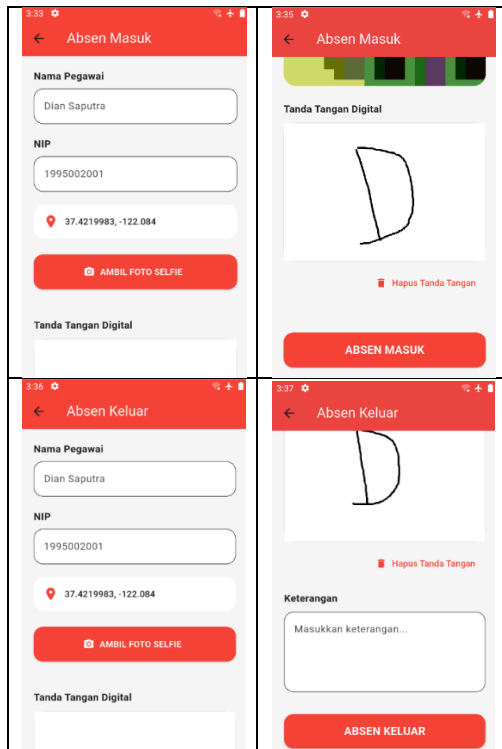 3:33
Absen Masuk
Nama Pegawai
Dian Saputra
NIP
1995002001
37.4219983, -122.084
AMBIL FOTO SELFIE
Tanda Tangan Digital
3:35
Absen Masuk
Tanda Tangan Digital
D
Hapus Tanda Tangan
ABSEN MASUK
3:36
Absen Keluar
Nama Pegawai
Dian Saputra
NIP
1995002001
37.4219983, -122.084
AMBIL FOTO SELFIE
Tanda Tangan Digital
3:37
Absen Keluar
D
Hapus Tanda Tangan
Keterangan
Masukkan keterangan...
ABSEN KELUAR